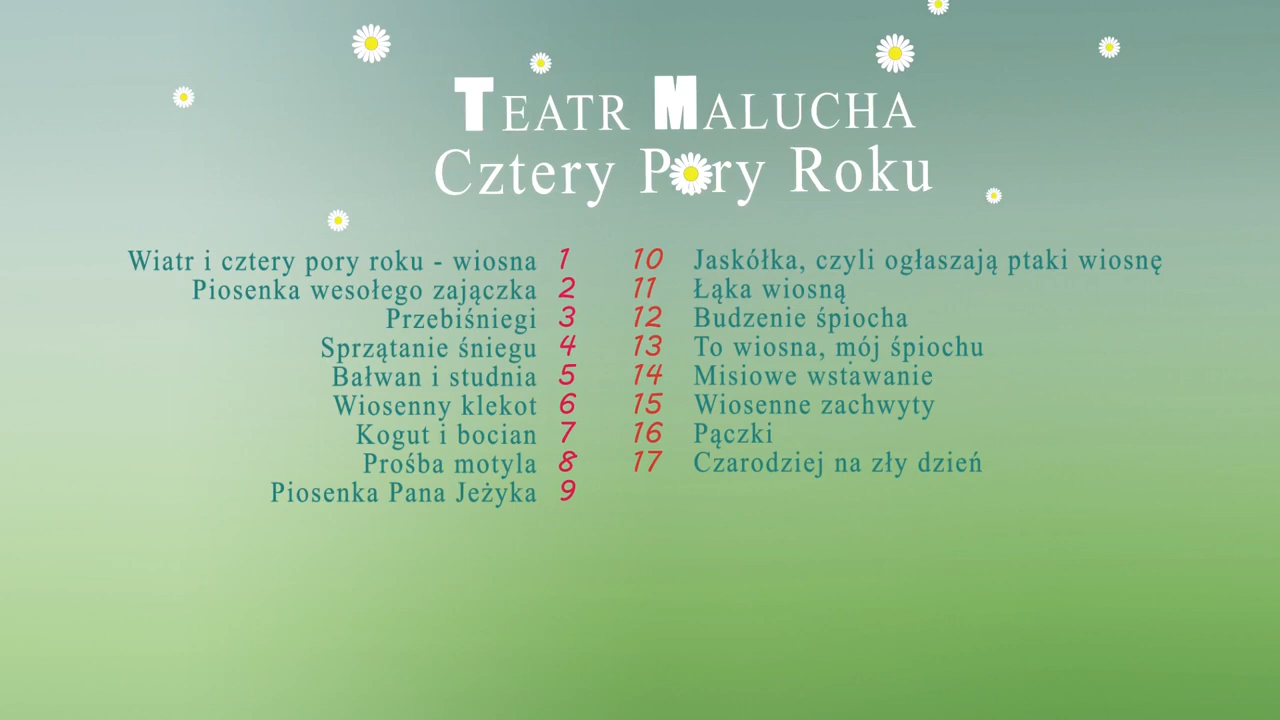 Teatr Malucha
Cztery Pory Roku
Wiatr i cztery pory roku - wiosna 1
Piosenka wesołego zajączka 2
Przebiśniegi 3
Sprzątanie śniegu 4
Bałwan i studnia 5
Wiosenny klekot 6
Kogut i bocian 7
Prośba motyla 8
Piosenka Pana Jeżyka 9
10 Jaskółka, czyli ogłaszają ptaki wiosnę
11 Łąka wiosną
12 Budzenie śpiocha
13 To wiosna, mój śpiochu
14 Misiowe wstawanie
15 Wiosenne zachwyty
16 Pączki
17 Czarodziej na zły dzień